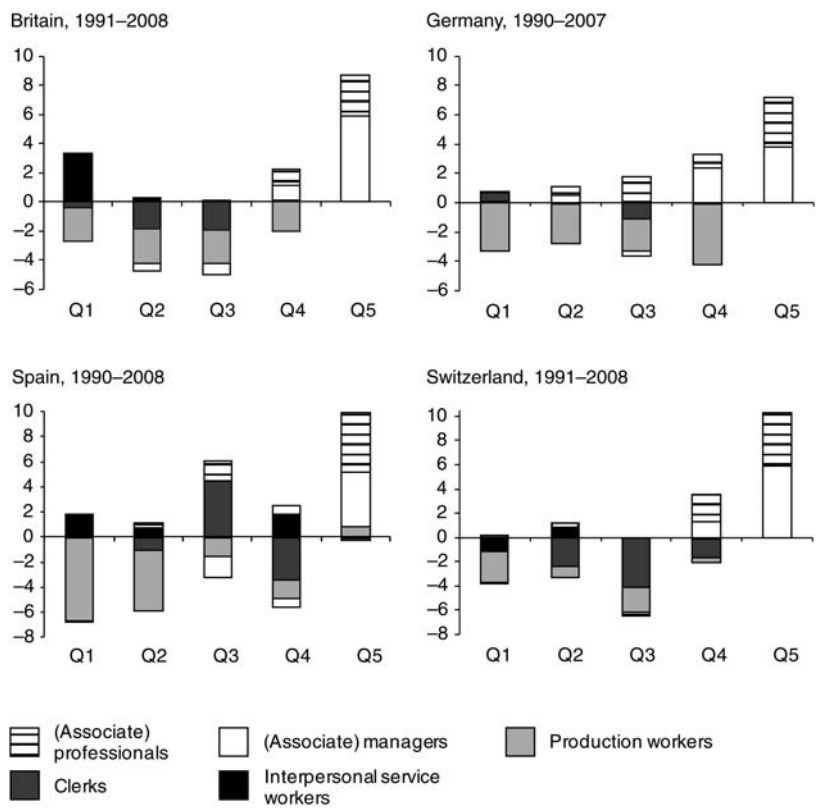 Britain, 1991–2008
10
8
6
4
2
0
−2
−4
−6
Q1 Q2 Q3 Q4 Q5
Germany, 1990–2007
10
8
6
4
2
0
−2
−4
−6
Q1 Q2 Q3 Q4 Q5
Spain, 1990–2008
10
8
6
4
2
0
−2
−4
−6
−8
Q1 Q2 Q3 Q4 Q5
Switzerland, 1991–2008
10
8
6
4
2
0
−2
−4
−6
−8
Q1 Q2 Q3 Q4 Q5
(Associate)
professionals
(Associate) managers
Production workers
Clerks
Interpersonal service
workers